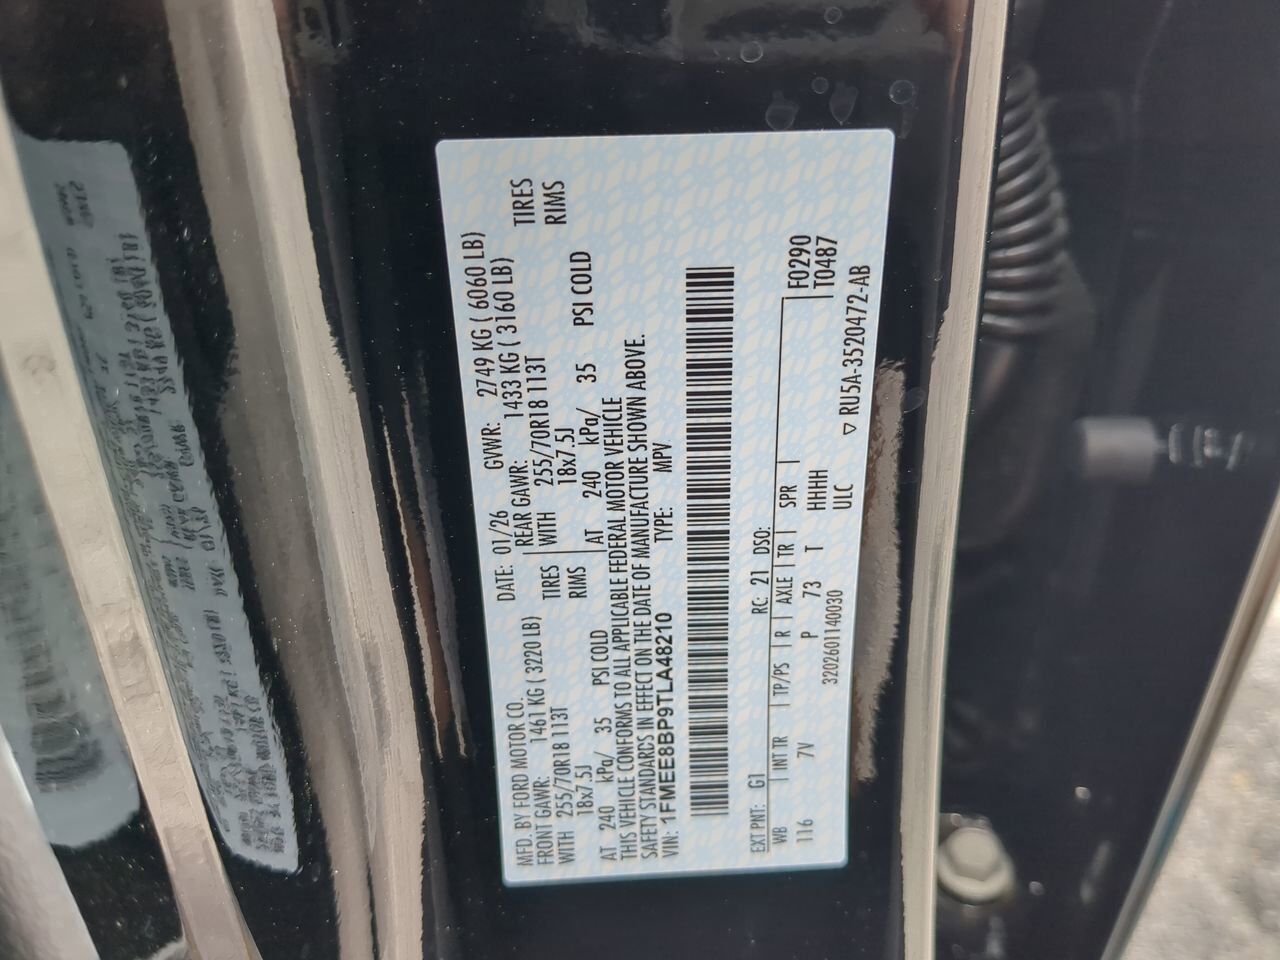 MFD. BY FORD MOTOR CO.
DATE: 01/26 GVWR: 2749 KG ( 6060 LB)
FRONT GAWR: 1461 KG ( 3220 LB) REAR GAWR: 1433 KG ( 3160 LB)
WITH 255/70R18 113T TIRES WITH 255/70R18 113T TIRES
18x7.5J RIMS 18x7.5J RIMS
AT 240 kPa/ 35 PSI COLD AT 240 kPa/ 35 PSI COLD
THIS VEHICLE CONFORMS TO ALL APPLICABLE FEDERAL MOTOR VEHICLE
SAFETY STANDARDS IN EFFECT ON THE DATE OF MANUFACTURE SHOWN ABOVE.
VIN: 1FMEE8BP9TLA48210 TYPE: MPV
EXT PNT: G1 RC: 21 DSO: F0290
WB INT TR TP/PS R AXLE TR SPR T0487
116 7V P 73 T HHHH
3202601140030 ULC ▽ RU5A-3520472-AB